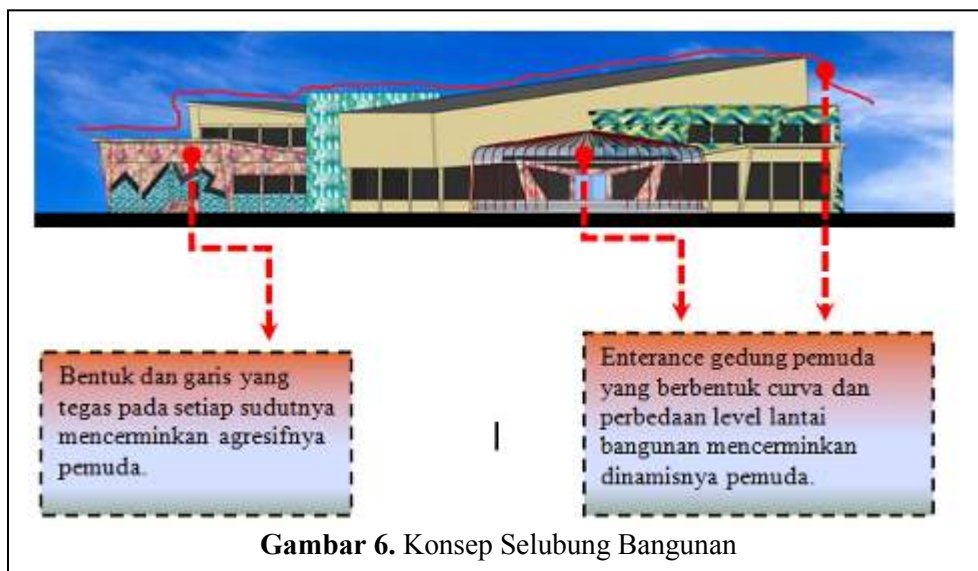 Bentuk dan garis yang
tegas pada setiap sudutnya
mencerminkan agresifnya
pemuda.
Enterance gedung pemuda
yang berbentuk curva dan
perbedaan level lantai
bangunan mencerminkan
dinamisnya pemuda.
Gambar 6. Konsep Selubung Bangunan